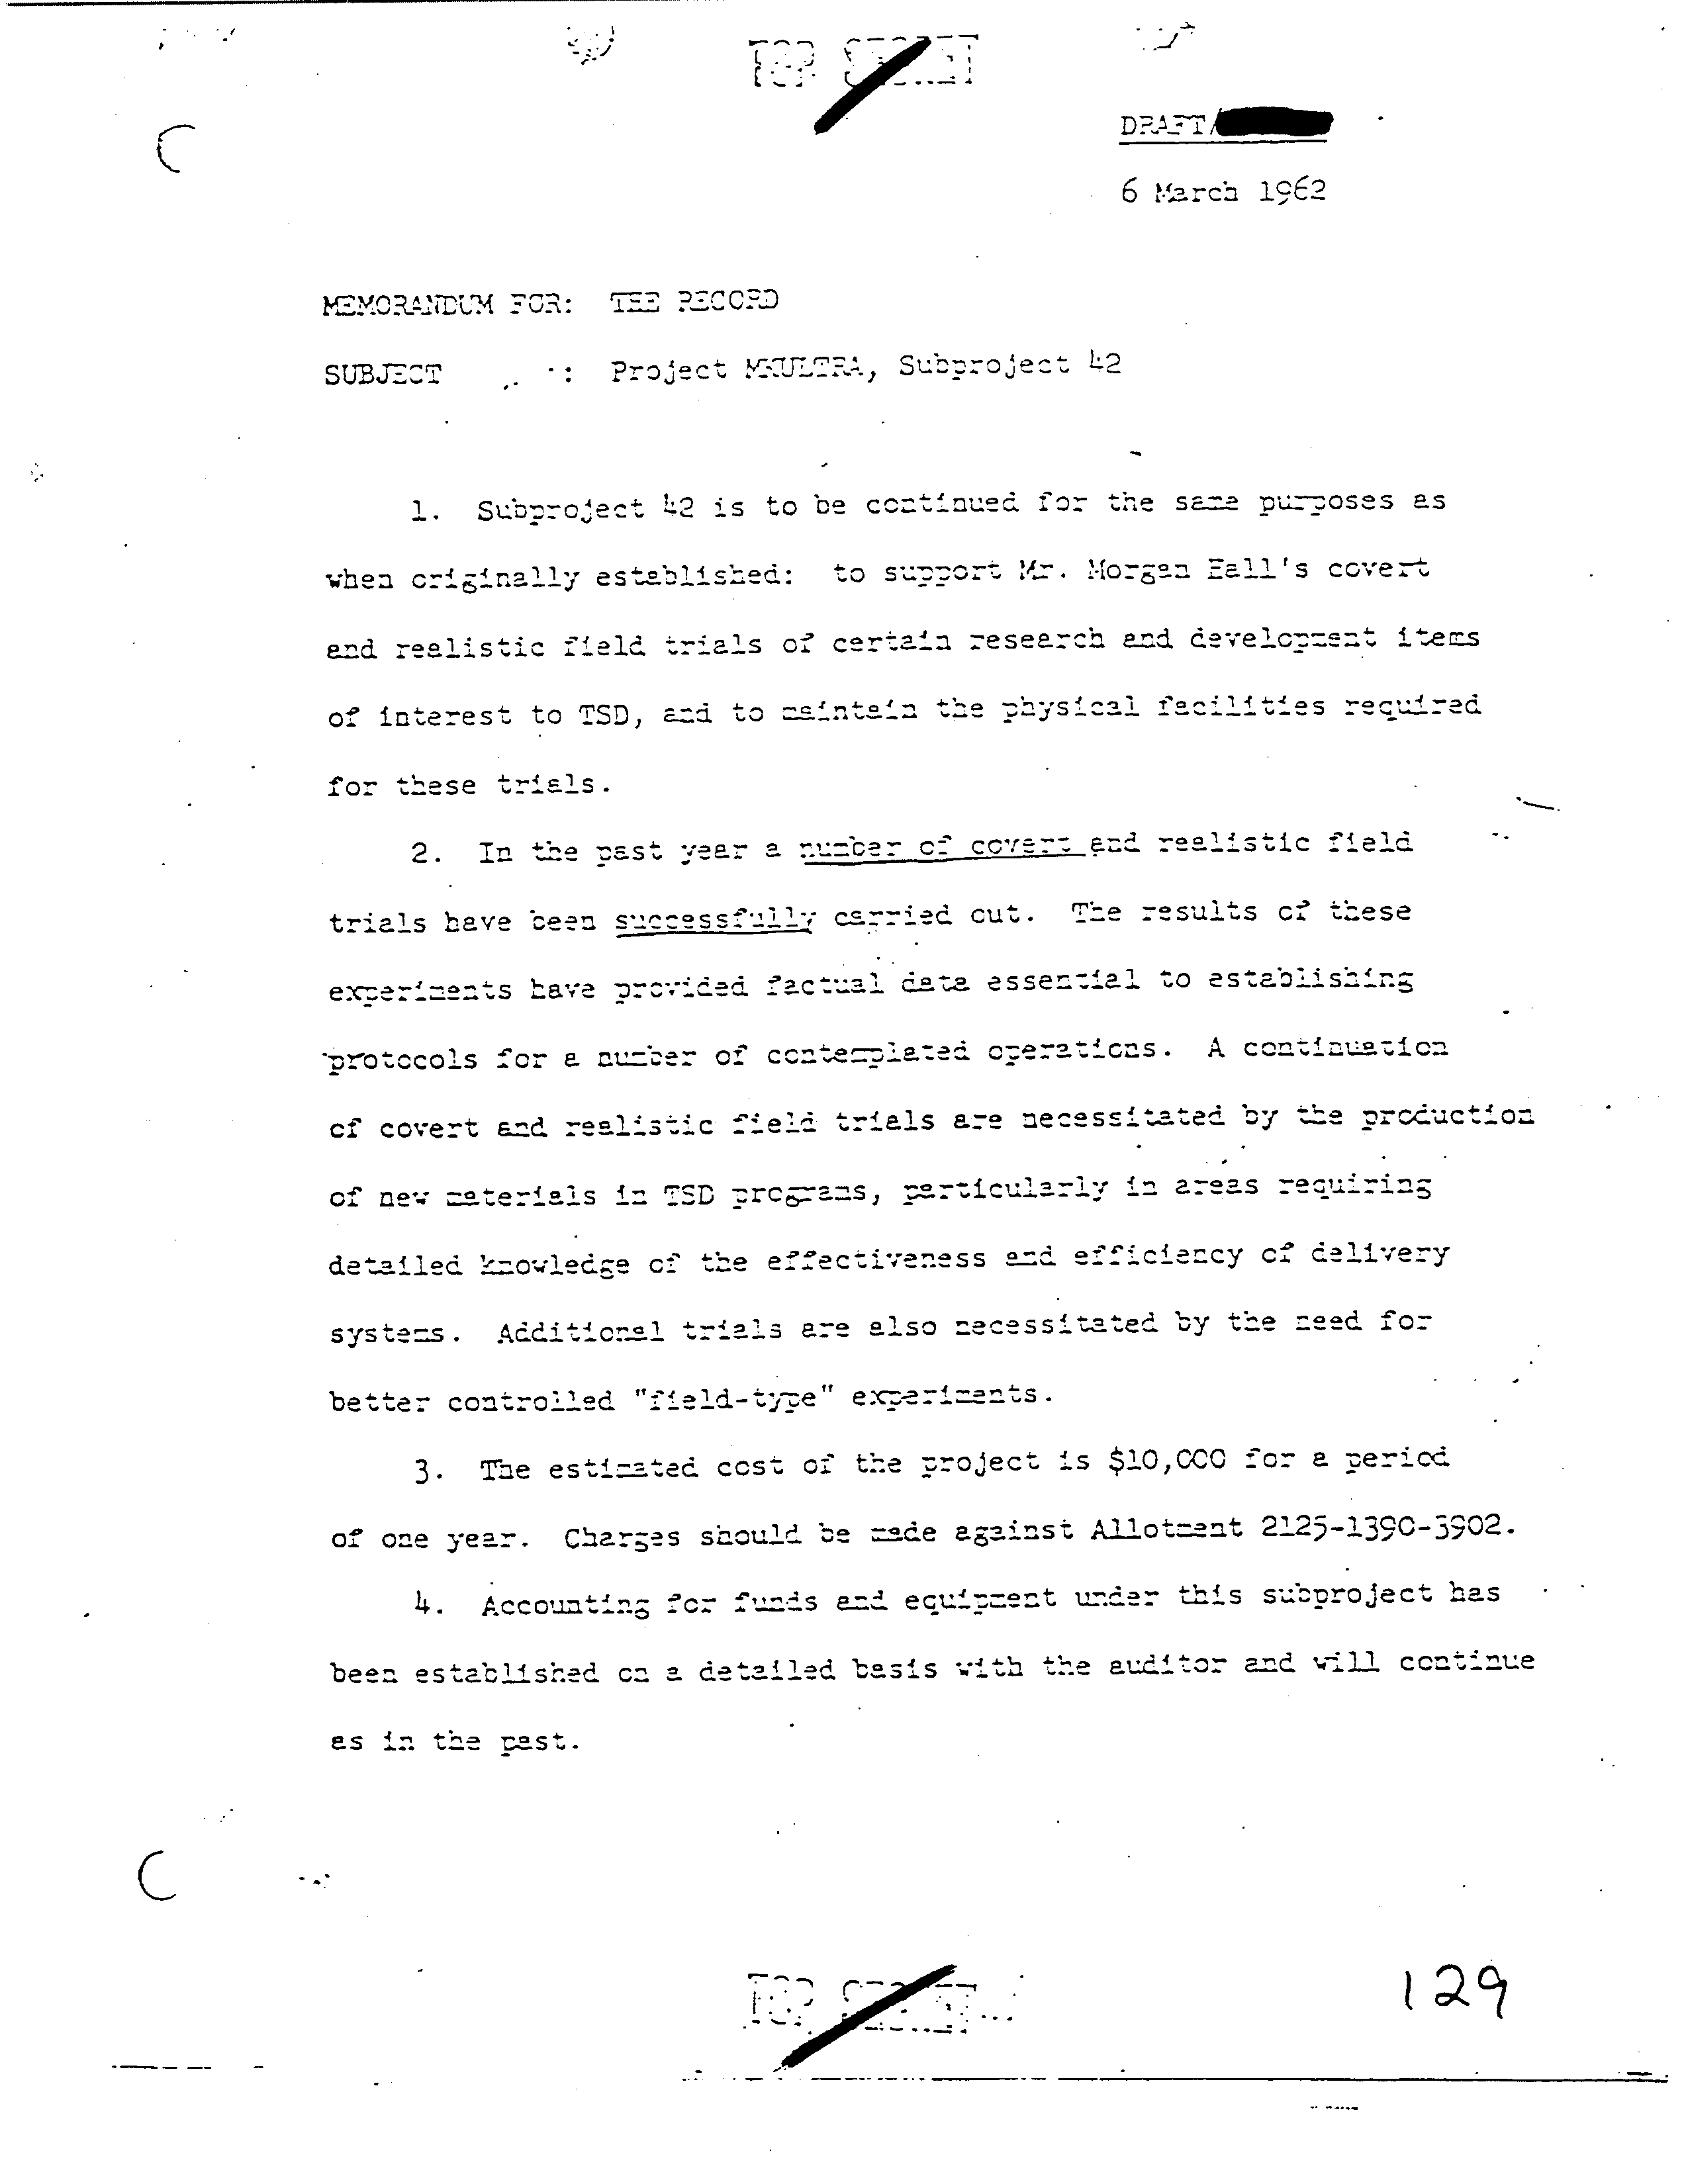 TOP SECRET
DRAFT/
6 March 1962
MEMORANDUM FOR: THE RECORD
SUBJECT : Project MKULTRA, Subproject 42
1. Subproject 42 is to be continued for the same purposes as
when originally established: to support Mr. Morgan Hall's covert
and realistic field trials of certain research and development items
of interest to TSD, and to maintain the physical facilities required
for these trials.
2. In the past year a number of covert and realistic field
trials have been successfully carried out. The results of these
experiments have provided factual data essential to establishing
protocols for a number of contemplated operations. A continuation
of covert and realistic field trials are necessitated by the production
of new materials in TSD programs, particularly in areas requiring
detailed knowledge of the effectiveness and efficiency of delivery
systems. Additional trials are also necessitated by the need for
better controlled "field-type" experiments.
3. The estimated cost of the project is $10,000 for a period
of one year. Charges should be made against Allotment 2125-1390-3902.
4. Accounting for funds and equipment under this subproject has
been established on a detailed basis with the auditor and will continue
as in the past.
TOP SECRET
129